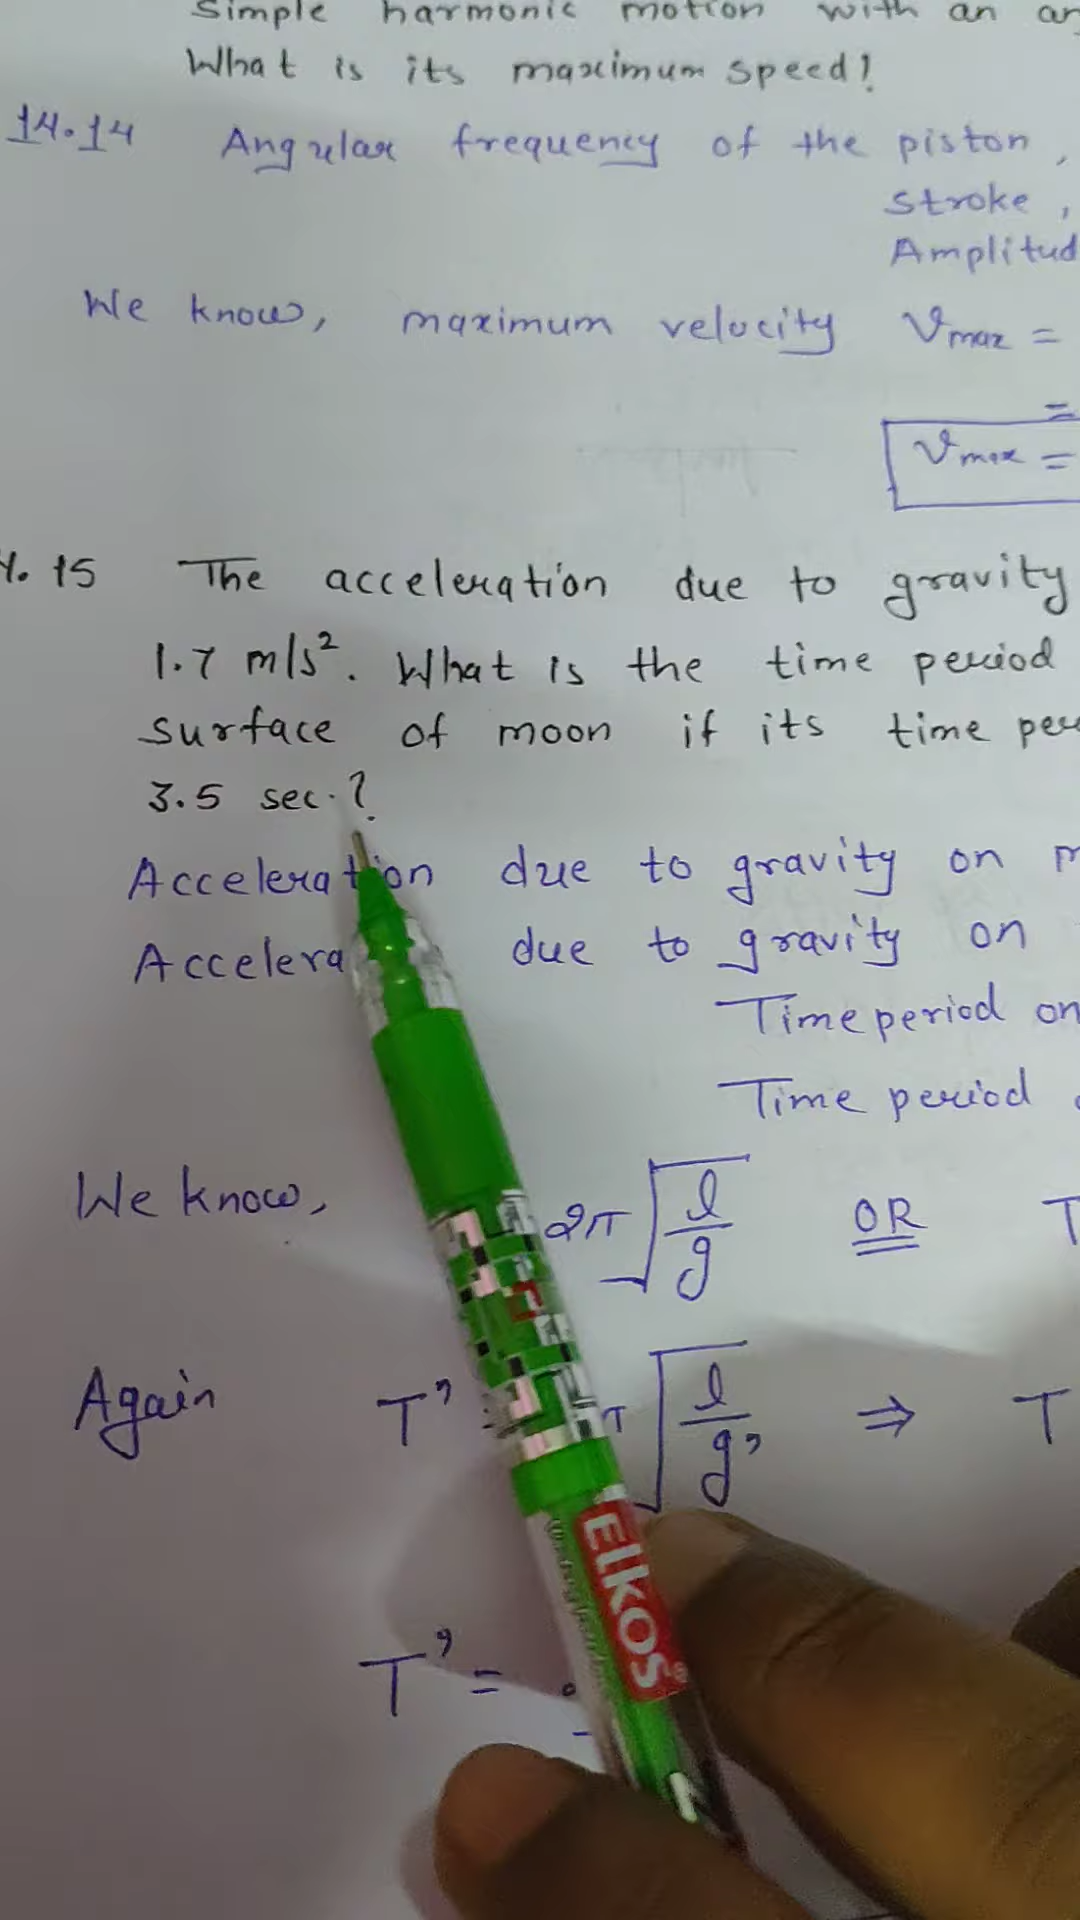 Simple harmonic motion with an
What is its maximum speed?
14.14 Angular frequency of the piston,
Stroke,
Amplitud
We know, maximum velocity Vmax =
=
Vmax =
15 The acceleration due to gravity
1.7 m/s². What is the time period
surface of moon if its time per
3.5 sec.?
Acceleration due to gravity on m
Accelera due to gravity on
Time period on
Time period
We know, 2π√l/g OR T
Again T' π√l/g' ⇒ T
T' =
ELKOS